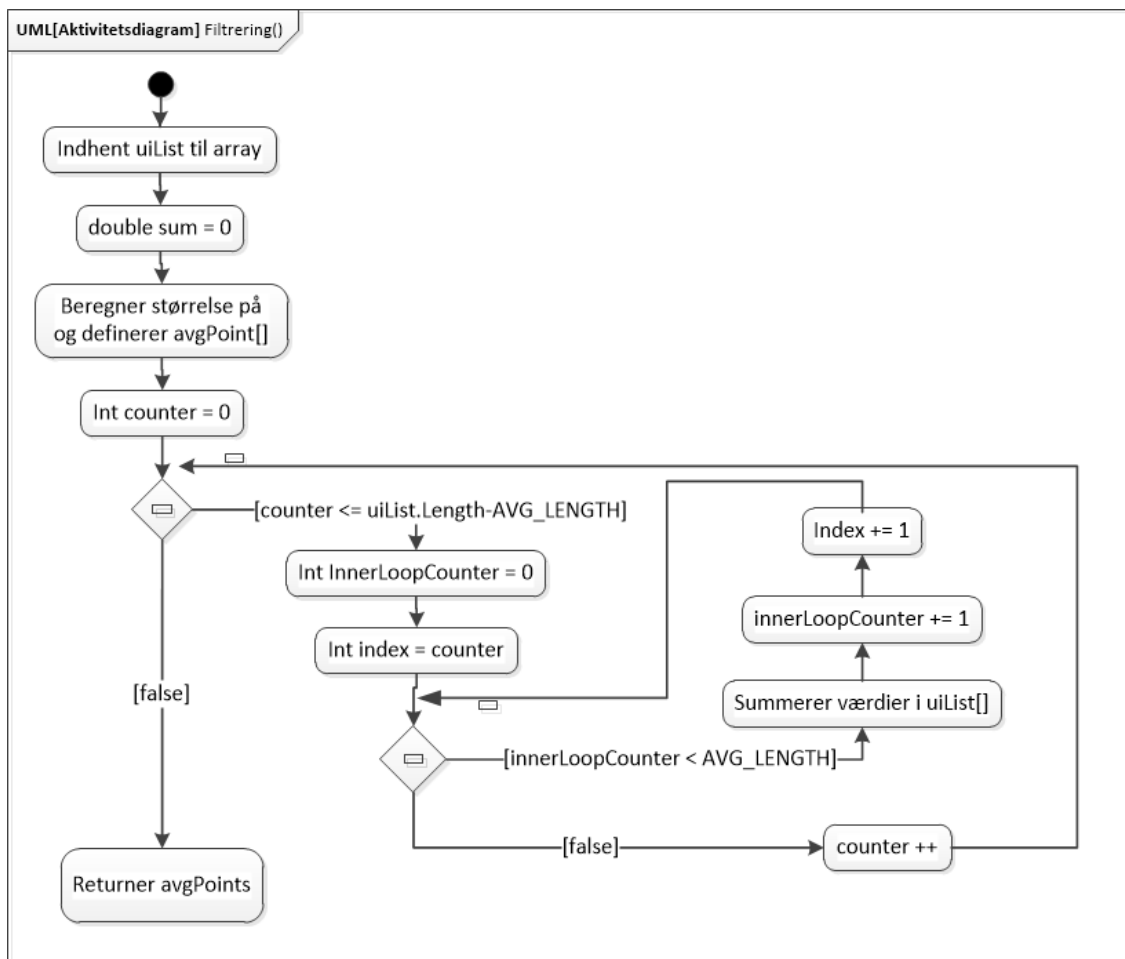 UML[Aktivitetsdiagram] Filtrering()
Indhent uiList til array
double sum = 0
Beregner størrelse på
og definerer avgPoint[]
Int counter = 0
[counter <= uiList.Length-AVG_LENGTH]
Int InnerLoopCounter = 0
Int index = counter
[innerLoopCounter < AVG_LENGTH]
Summerer værdier i uiList[]
innerLoopCounter += 1
Index += 1
[false]
counter ++
[false]
Returner avgPoints